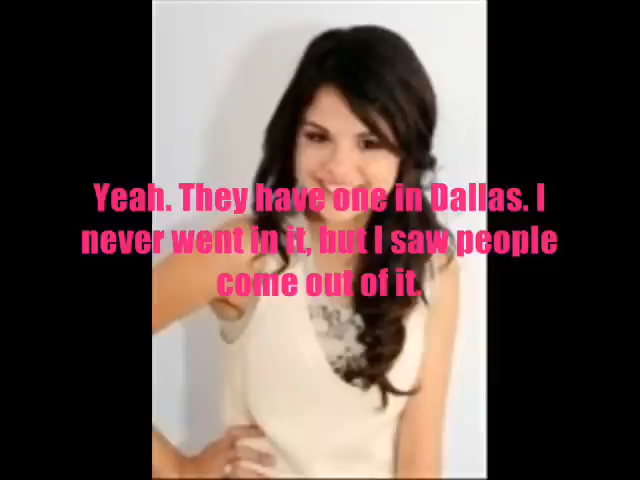 Yeah. They have one in Dallas. I
never went in it, but I saw people
come out of it.